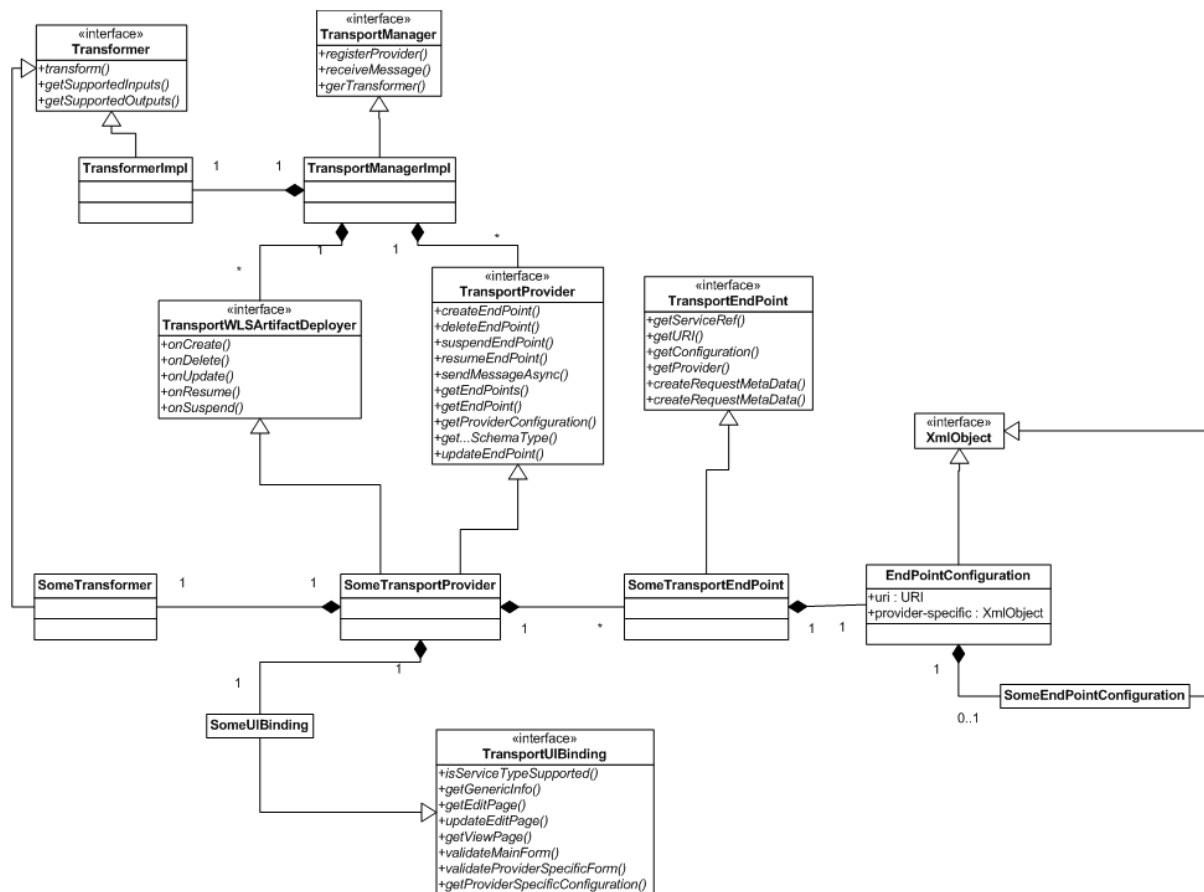 «interface»
Transformer
+transform()
+getSupportedInputs()
+getSupportedOutputs()
«interface»
TransportManager
+registerProvider()
+receiveMessage()
+gerTransformer()
TransformerImpl
1
1
TransportManagerImpl
1
*
1
*
«interface»
TransportWLSArtifactDeployer
+onCreate()
+onDelete()
+onUpdate()
+onResume()
+onSuspend()
«interface»
TransportProvider
+createEndPoint()
+deleteEndPoint()
+suspendEndPoint()
+resumeEndPoint()
+sendMessageAsync()
+getEndPoints()
+getEndPoint()
+getProviderConfiguration()
+get...SchemaType()
+updateEndPoint()
«interface»
TransportEndPoint
+getServiceRef()
+getURI()
+getConfiguration()
+getProvider()
+createRequestMetaData()
+createRequestMetaData()
«interface»
XmlObject
SomeTransformer
1
1
SomeTransportProvider
1
*
SomeTransportEndPoint
1
1
EndPointConfiguration
+uri : URI
+provider-specific : XmlObject
1
0..1
SomeEndPointConfiguration
1
1
SomeUIBinding
«interface»
TransportUIBinding
+isServiceTypeSupported()
+getGenericInfo()
+getEditPage()
+updateEditPage()
+getViewPage()
+validateMainForm()
+validateProviderSpecificForm()
+getProviderSpecificConfiguration()